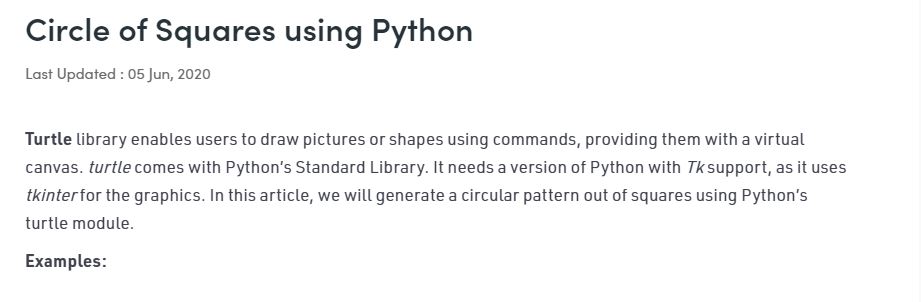 Circle of Squares using Python
Last Updated : 05 Jun, 2020
Turtle library enables users to draw pictures or shapes using commands, providing them with a virtual
canvas. turtle comes with Python’s Standard Library. It needs a version of Python with Tk support, as it uses
tkinter for the graphics. In this article, we will generate a circular pattern out of squares using Python’s
turtle module.
Examples: